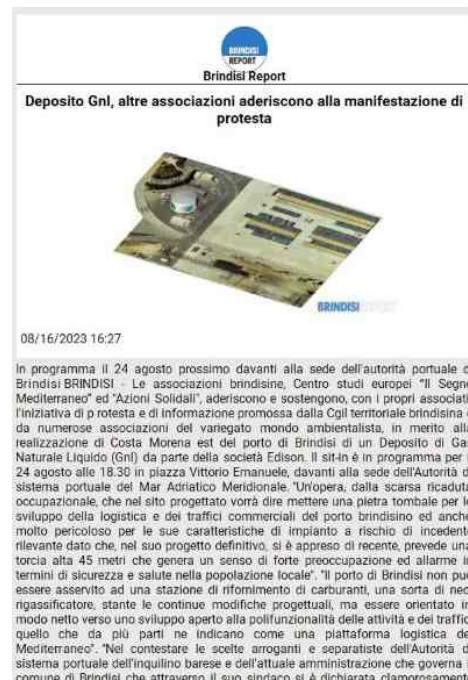 BRINDISI
REPORT
Brindisi Report
Deposito Gnl, altre associazioni aderiscono alla manifestazione di
protesta
BRINDISI REPORT
08/16/2023 16:27
In programma il 24 agosto prossimo davanti alla sede dell'autorità portuale d
Brindisi BRINDISI - Le associazioni brindisine, Centro studi europei "Il Segno
Mediterraneo" ed "Azioni Solidali", aderiscono e sostengono, con i propri associati
l'iniziativa di p rotesta e di informazione promossa dalla Cgil territoriale brindisina
da numerose associazioni del variegato mondo ambientalista, in merito alla
realizzazione di Costa Morena est del porto di Brindisi di un Deposito di Gas
Naturale Liquido (Gnl) da parte della società Edison. Il sit-in è in programma per i
24 agosto alle 18.30 in piazza Vittorio Emanuele, davanti alla sede dell'Autorità d
sistema portuale del Mar Adriatico Meridionale. "Un'opera, dalla scarsa ricaduta
occupazionale, che nel sito progettato vorrà dire mettere una pietra tombale per lo
sviluppo della logistica e dei traffici commerciali del porto brindisino ed anche
molto pericoloso per le sue caratteristiche di impianto a rischio di incidente
rilevante dato che, nel suo progetto definitivo, si è appreso di recente, prevede una
torcia alta 45 metri che genera un senso di forte preoccupazione ed allarme in
termini di sicurezza e salute nella popolazione locale". "Il porto di Brindisi non può
essere asservito ad una stazione di rifornimento di carburanti, una sorta di neo
rigassificatore, stante le continue modifiche progettuali, ma essere orientato in
modo netto verso uno sviluppo aperto alla polifunzionalità delle attività e dei traffici
quello che da più parti ne indicano come una piattaforma logistica del
Mediterraneo". "Nel contestare le scelte arroganti e separatiste dell'Autorità d
sistema portuale dell'inquilino barese e dell'attuale amministrazione che governa i
comune di Brindisi che attraverso il suo sindaco si è dichiarata clamorosamente